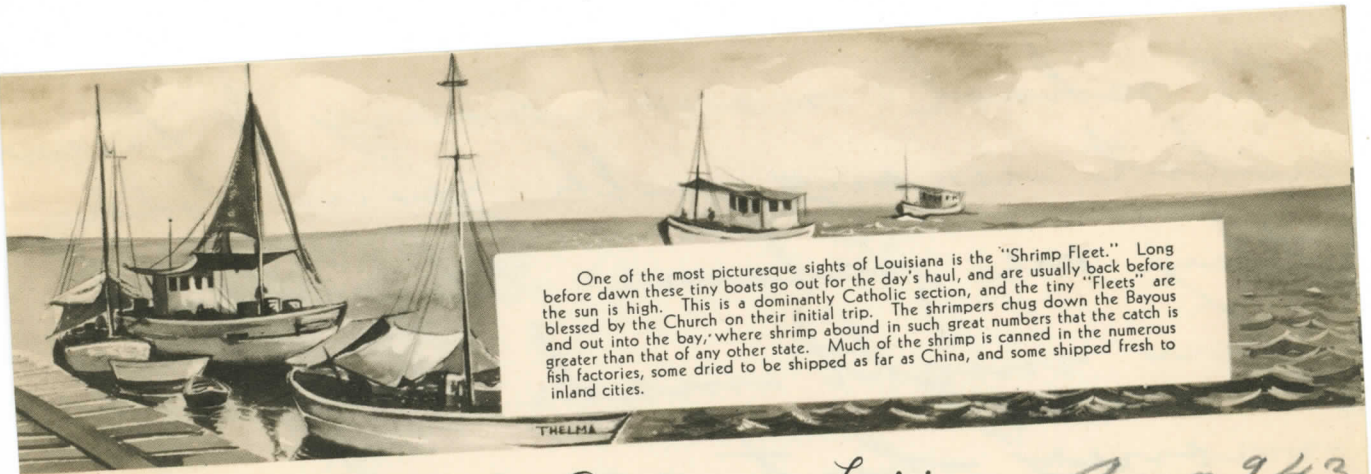 One of the most picturesque sights of Louisiana is the "Shrimp Fleet." Long
before dawn these tiny boats go out for the day's haul, and are usually back before
the sun is high. This is a dominantly Catholic section, and the tiny "Fleets" are
blessed by the Church on their initial trip. The shrimpers chug down the Bayous
and out into the bay, where shrimp abound in such great numbers that the catch is
greater than that of any other state. Much of the shrimp is canned in the numerous
fish factories, some dried to be shipped as far as China, and some shipped fresh to
inland cities.
THELMA